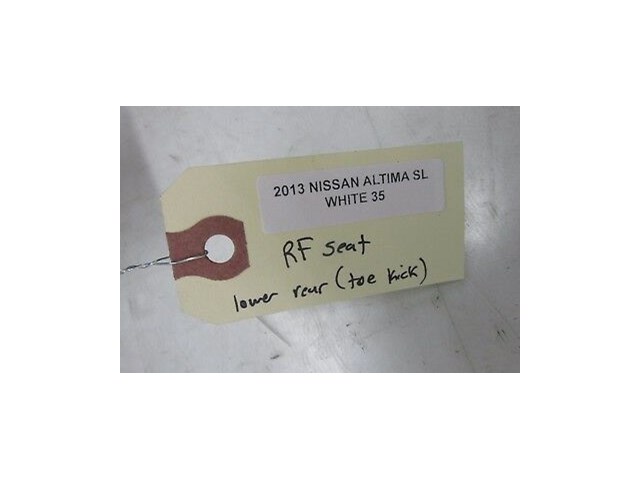 2013 NISSAN ALTIMA SL
WHITE 35
RF seat
lower rear (toe kick)